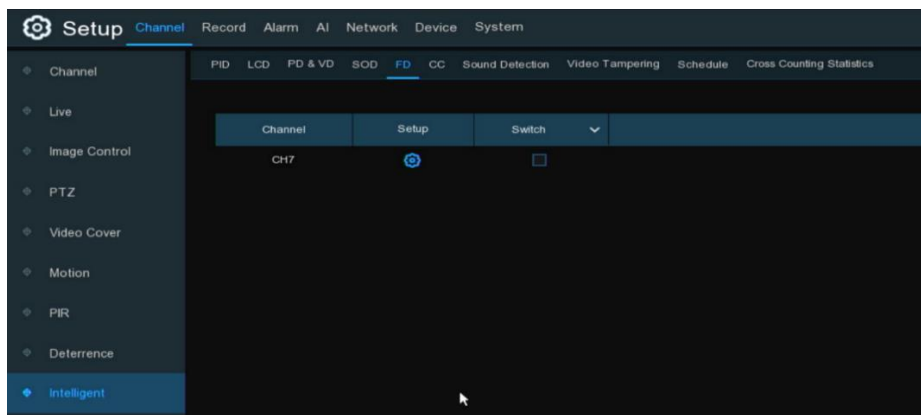 Setup Channel Record Alarm AI Network Device System
Channel
Live
Image Control
PTZ
Video Cover
Motion
PIR
Deterrence
Intelligent
PID LCD PD & VD SOD FD CC Sound Detection Video Tampering Schedule Cross Counting Statistics
Channel Setup Switch
CH7